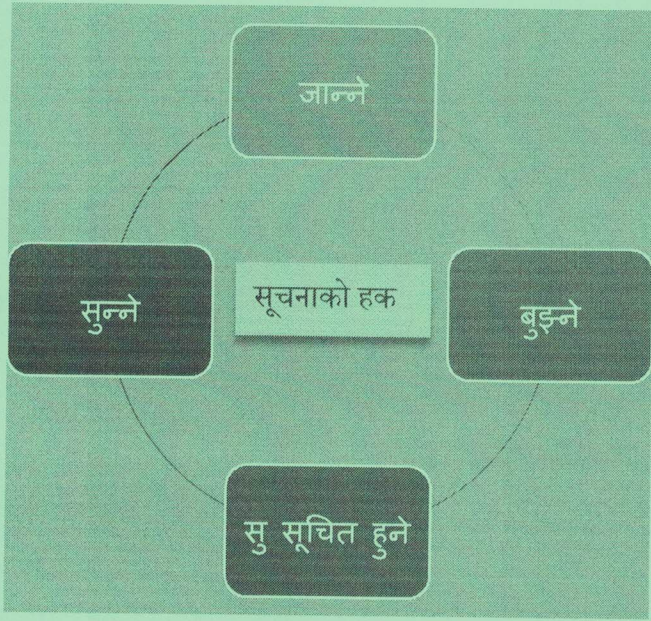 जान्ने
सुन्ने
सूचनाको हक
बुझ्ने
सु सूचित हुने